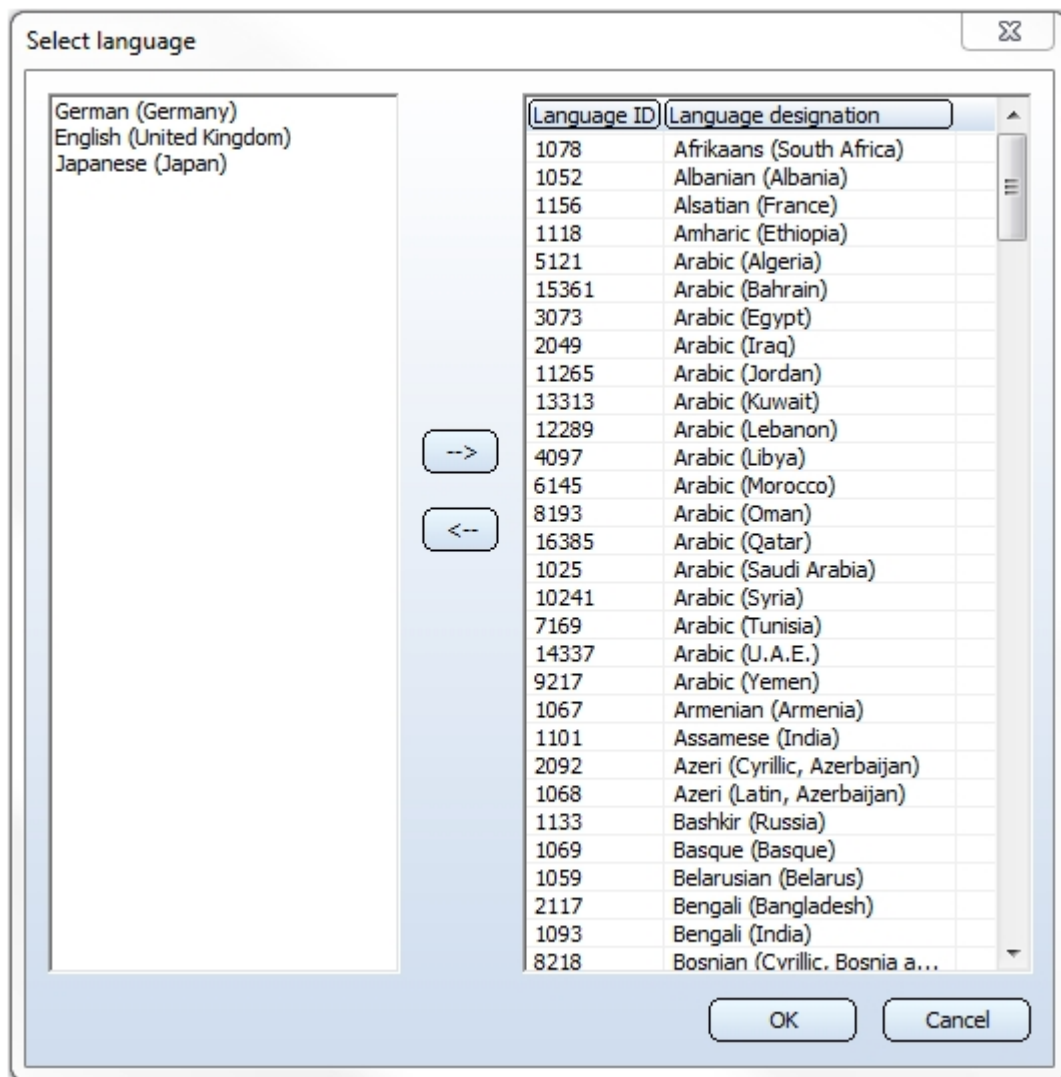 Select language
German (Germany)
English (United Kingdom)
Japanese (Japan)
-->
<--
Language ID Language designation
1078 Afrikaans (South Africa)
1052 Albanian (Albania)
1156 Alsatian (France)
1118 Amharic (Ethiopia)
5121 Arabic (Algeria)
15361 Arabic (Bahrain)
3073 Arabic (Egypt)
2049 Arabic (Iraq)
11265 Arabic (Jordan)
13313 Arabic (Kuwait)
12289 Arabic (Lebanon)
4097 Arabic (Libya)
6145 Arabic (Morocco)
8193 Arabic (Oman)
16385 Arabic (Qatar)
1025 Arabic (Saudi Arabia)
10241 Arabic (Syria)
7169 Arabic (Tunisia)
14337 Arabic (U.A.E.)
9217 Arabic (Yemen)
1067 Armenian (Armenia)
1101 Assamese (India)
2092 Azeri (Cyrillic, Azerbaijan)
1068 Azeri (Latin, Azerbaijan)
1133 Bashkir (Russia)
1069 Basque (Basque)
1059 Belarusian (Belarus)
2117 Bengali (Bangladesh)
1093 Bengali (India)
8218 Bosnian (Cyrillic, Bosnia a...
OK Cancel